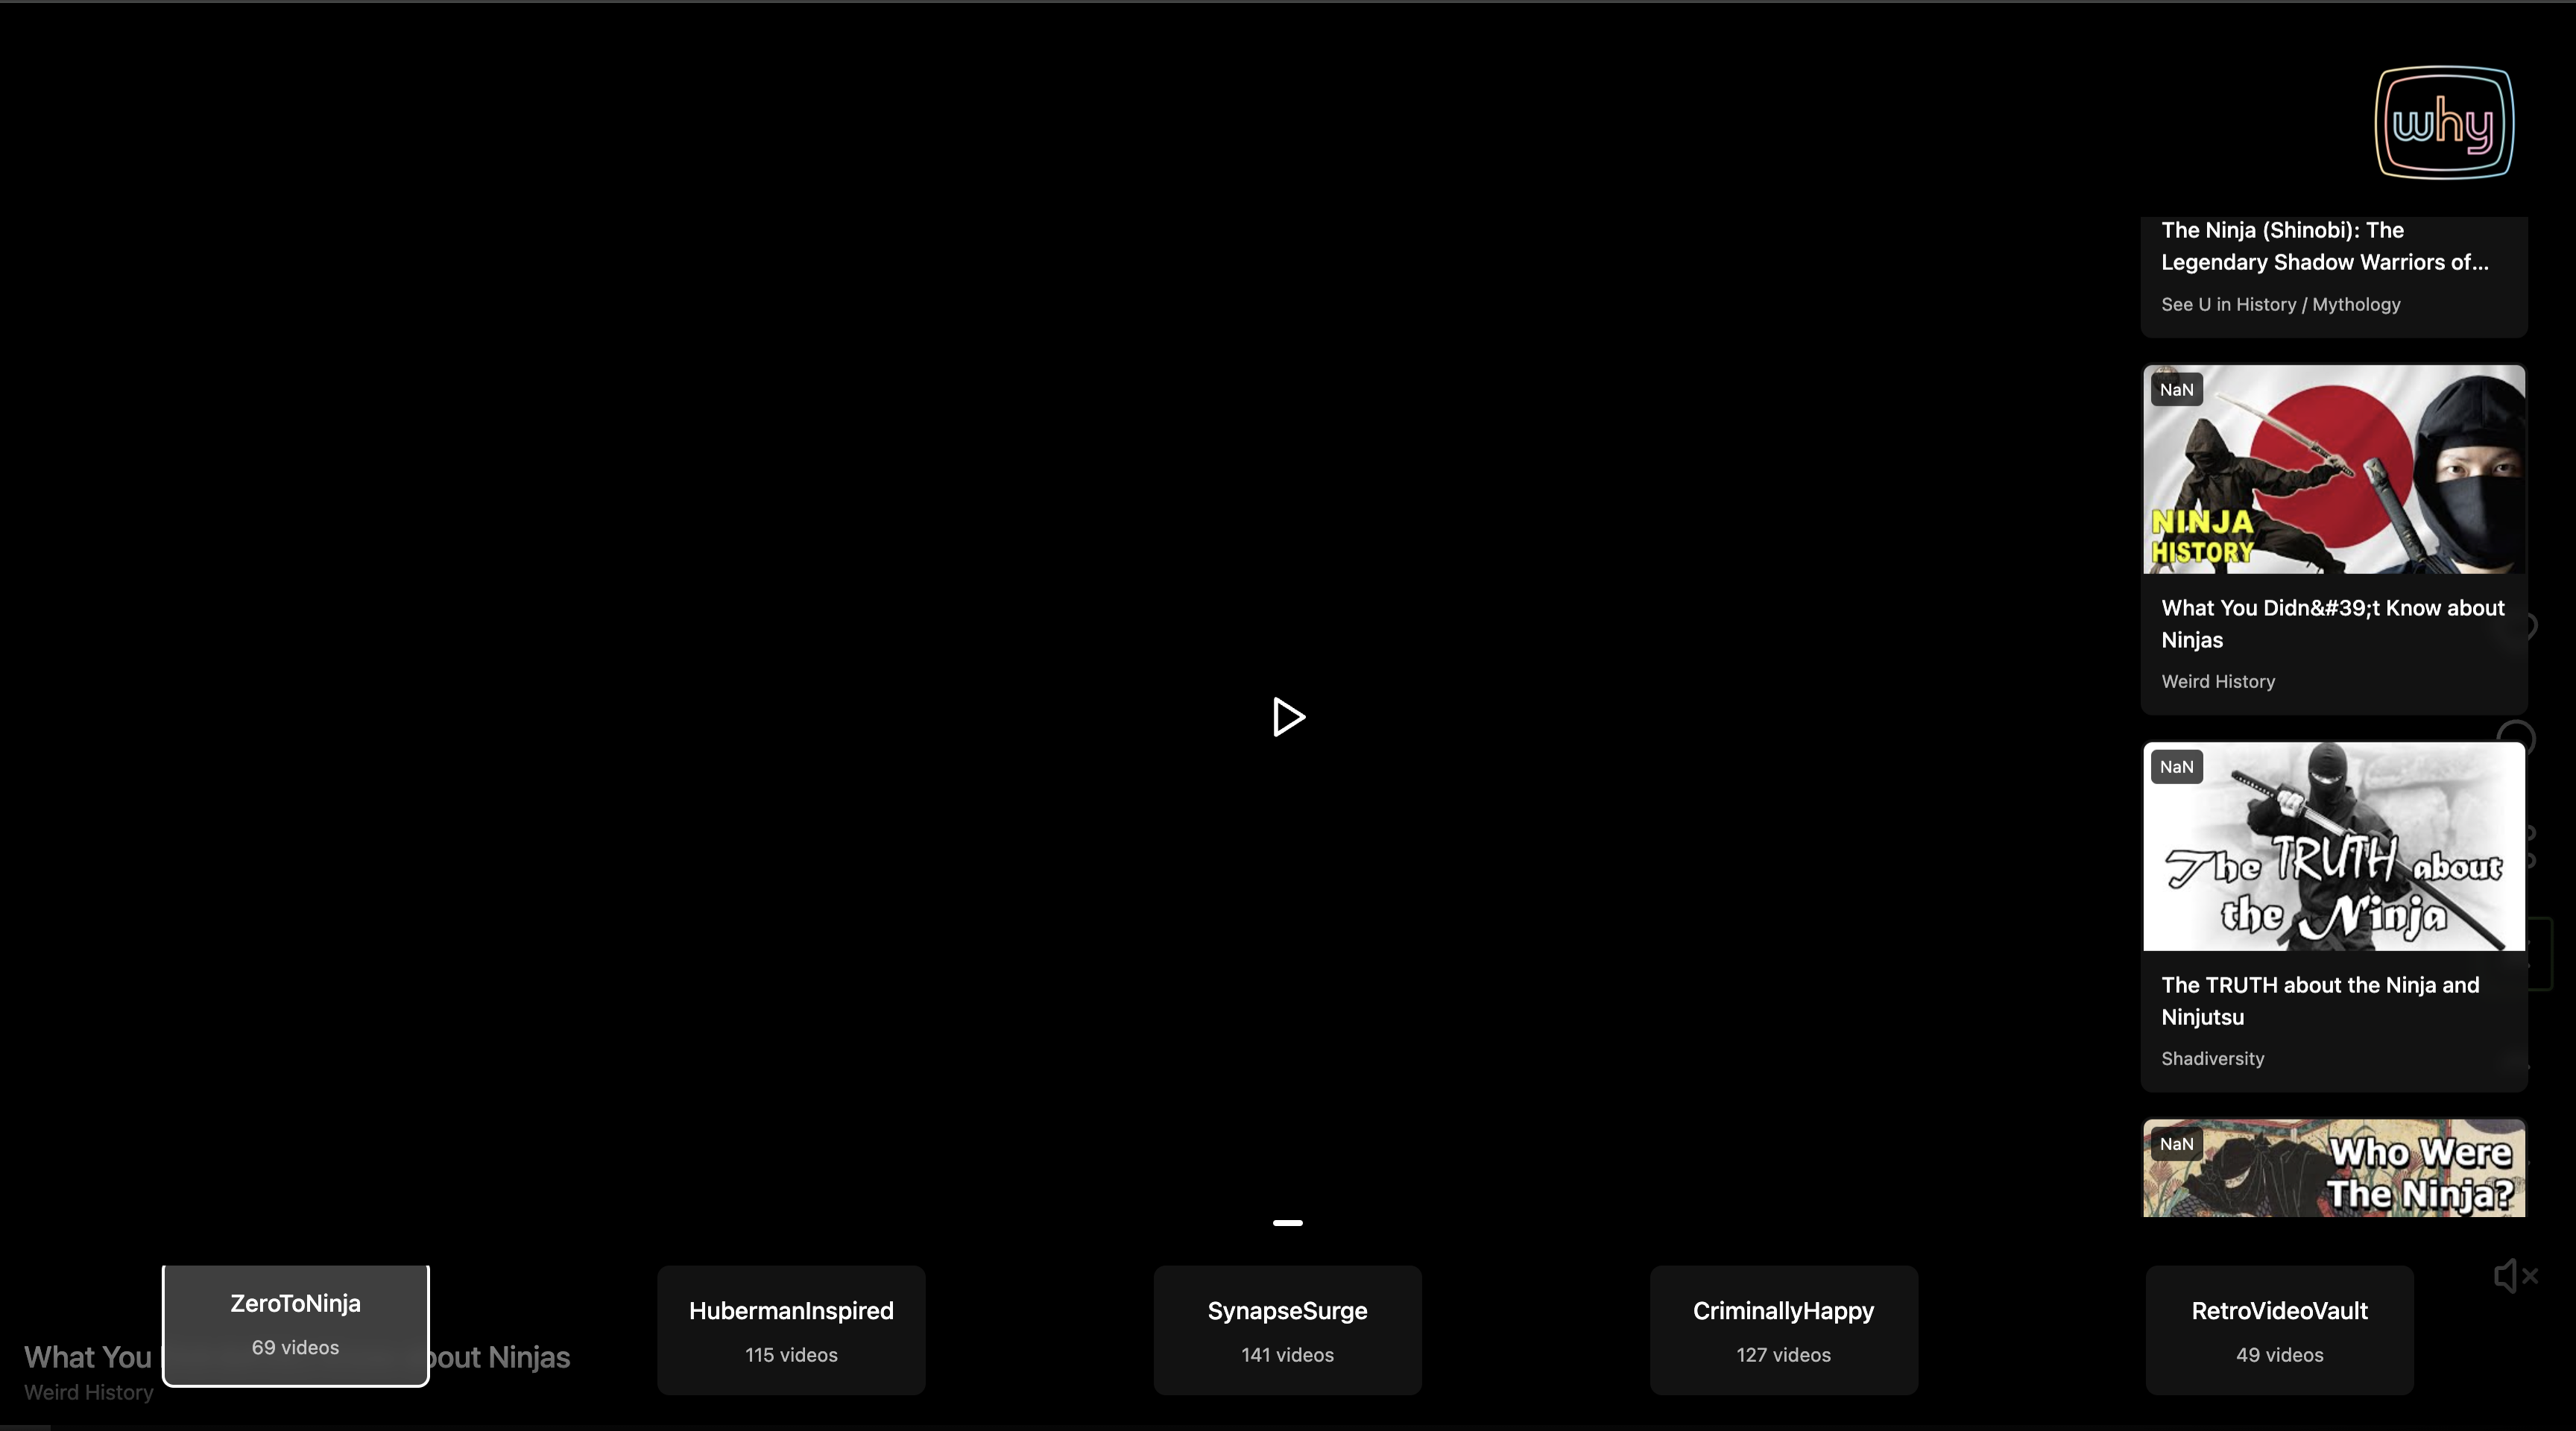 why
The Ninja (Shinobi): The
Legendary Shadow Warriors of...
See U in History / Mythology
NaN
NINJA
HISTORY
What You Didn&#39;t Know about
Ninjas
Weird History
NaN
The TRUTH about
the Ninja
The TRUTH about the Ninja and
Ninjutsu
Shadiversity
NaN
Who Were
The Ninja?
ZeroToNinja
69 videos
HubermanInspired
115 videos
SynapseSurge
141 videos
CriminallyHappy
127 videos
RetroVideoVault
49 videos
What You
Ninjas
Weird History